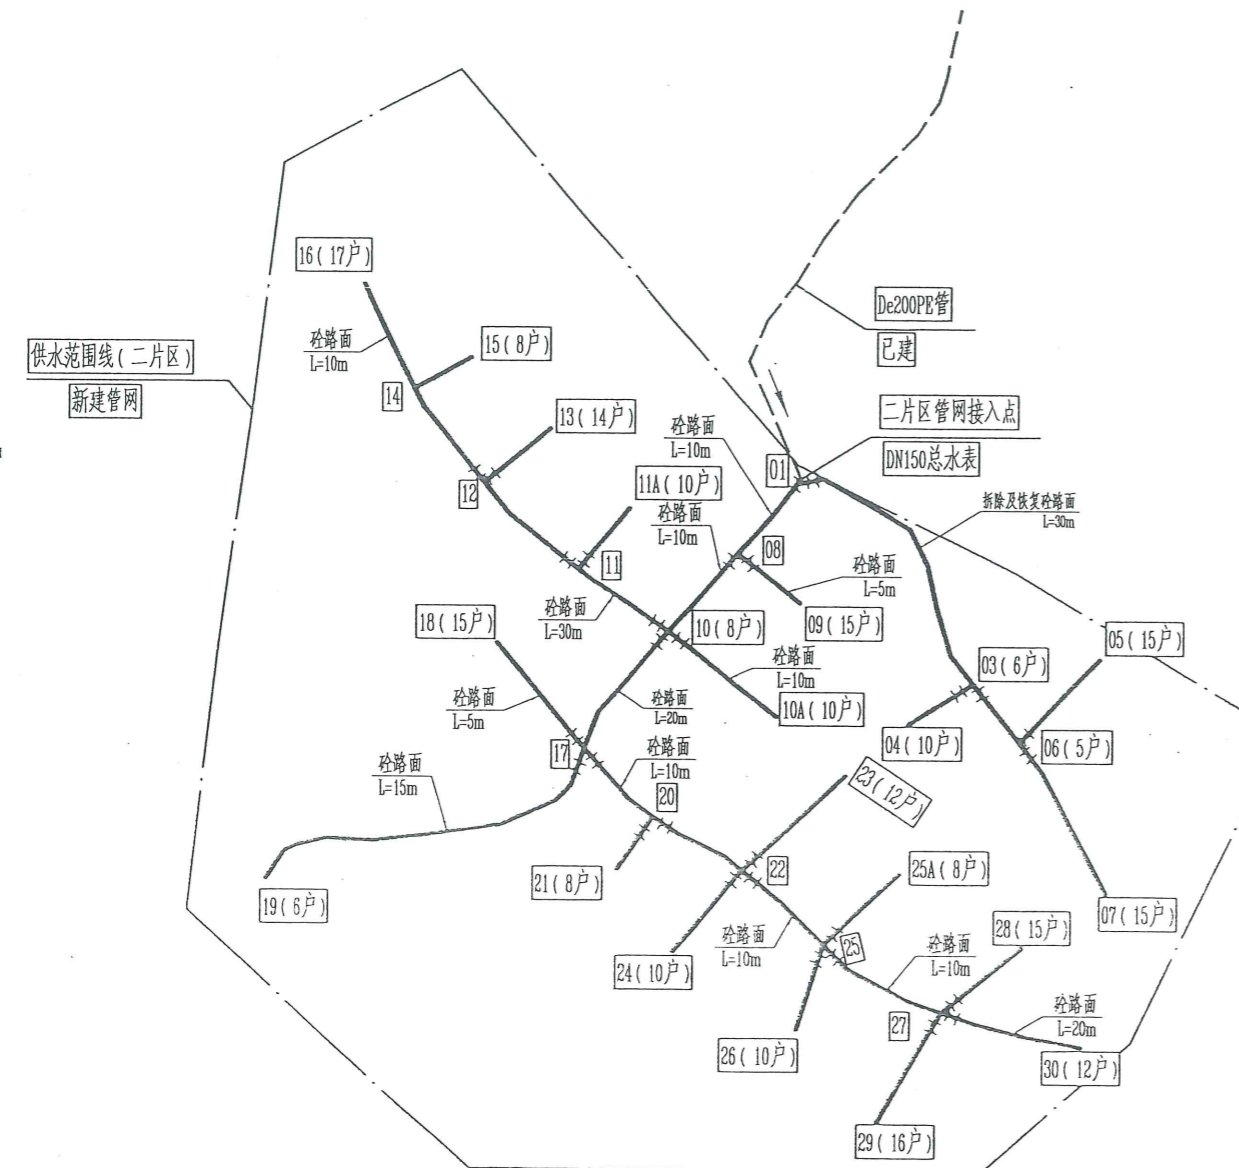 16(17户)
砼路面
L=10m
15(8户)
14
供水范围线(二片区)
新建管网
De200PE管
已建
13(14户)
二片区管网接入点
DN150总水表
砼路面
L=10m
01
12
11A(10户)
砼路面
L=10m
拆除及恢复砼路面
L=30m
08
11
砼路面
L=5m
砼路面
L=30m
18(15户)
10(8户)
09(15户)
05(15户)
砼路面
L=10m
03(6户)
砼路面
L=5m
L=20m
10A(10户)
04(10户)
06(5户)
17
砼路面
L=10m
砼路面
L=15m
20
23(12户)
21(8户)
22
25A(8户)
19(6户)
07(15户)
28(15户)
砼路面
L=10m
25
砼路面
L=10m
24(10户)
27
砼路面
L=20m
26(10户)
30(12户)
29(16户)